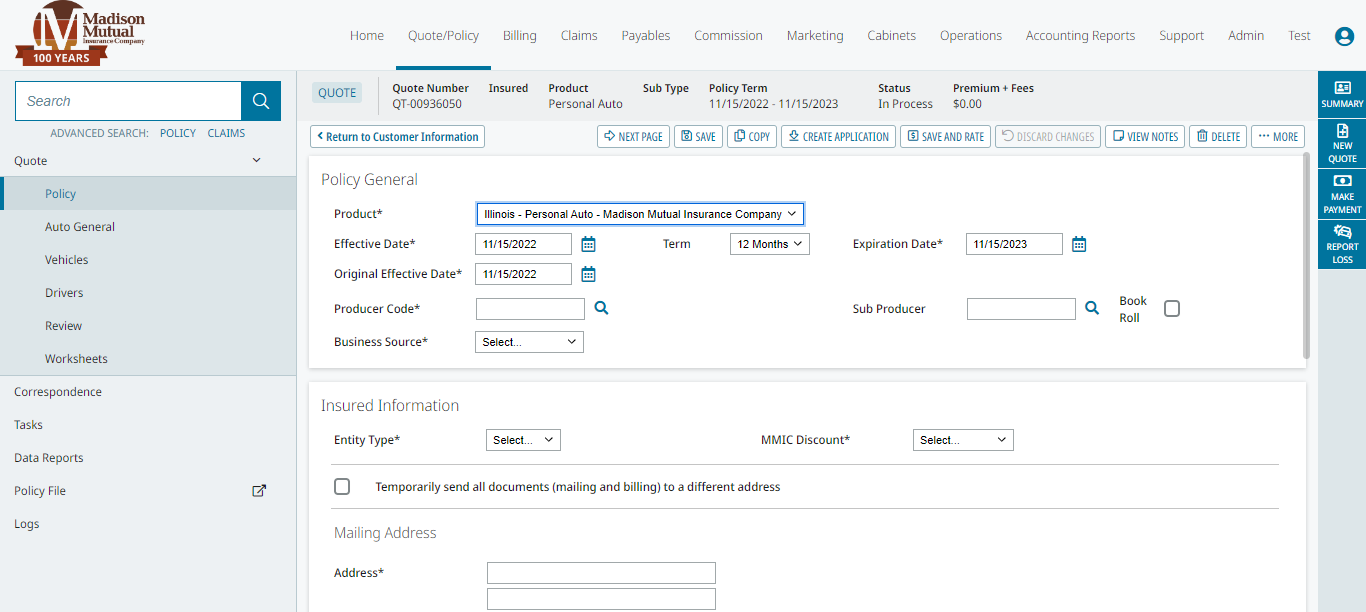 Madison
Mutual
Insurance Company
100 YEARS
Home Quote/Policy Billing Claims Payables Commission Marketing Cabinets Operations Accounting Reports Support Admin Test
Search
ADVANCED SEARCH: POLICY CLAIMS
Quote
Policy
Auto General
Vehicles
Drivers
Review
Worksheets
Correspondence
Tasks
Data Reports
Policy File
Logs
QUOTE
Quote Number Insured Product Sub Type Policy Term Status Premium + Fees
QT-00936050 Personal Auto 11/15/2022 - 11/15/2023 In Process $0.00
Return to Customer Information NEXT PAGE SAVE COPY CREATE APPLICATION SAVE AND RATE DISCARD CHANGES VIEW NOTES DELETE MORE
Policy General
Product* Illinois - Personal Auto - Madison Mutual Insurance Company
Effective Date* 11/15/2022 Term 12 Months Expiration Date* 11/15/2023
Original Effective Date* 11/15/2022
Producer Code* Sub Producer Book
Roll
Business Source* Select...
Insured Information
Entity Type* Select... MMIC Discount* Select...
Temporarily send all documents (mailing and billing) to a different address
Mailing Address
Address*
SUMMARY
NEW
QUOTE
MAKE
PAYMENT
REPORT
LOSS